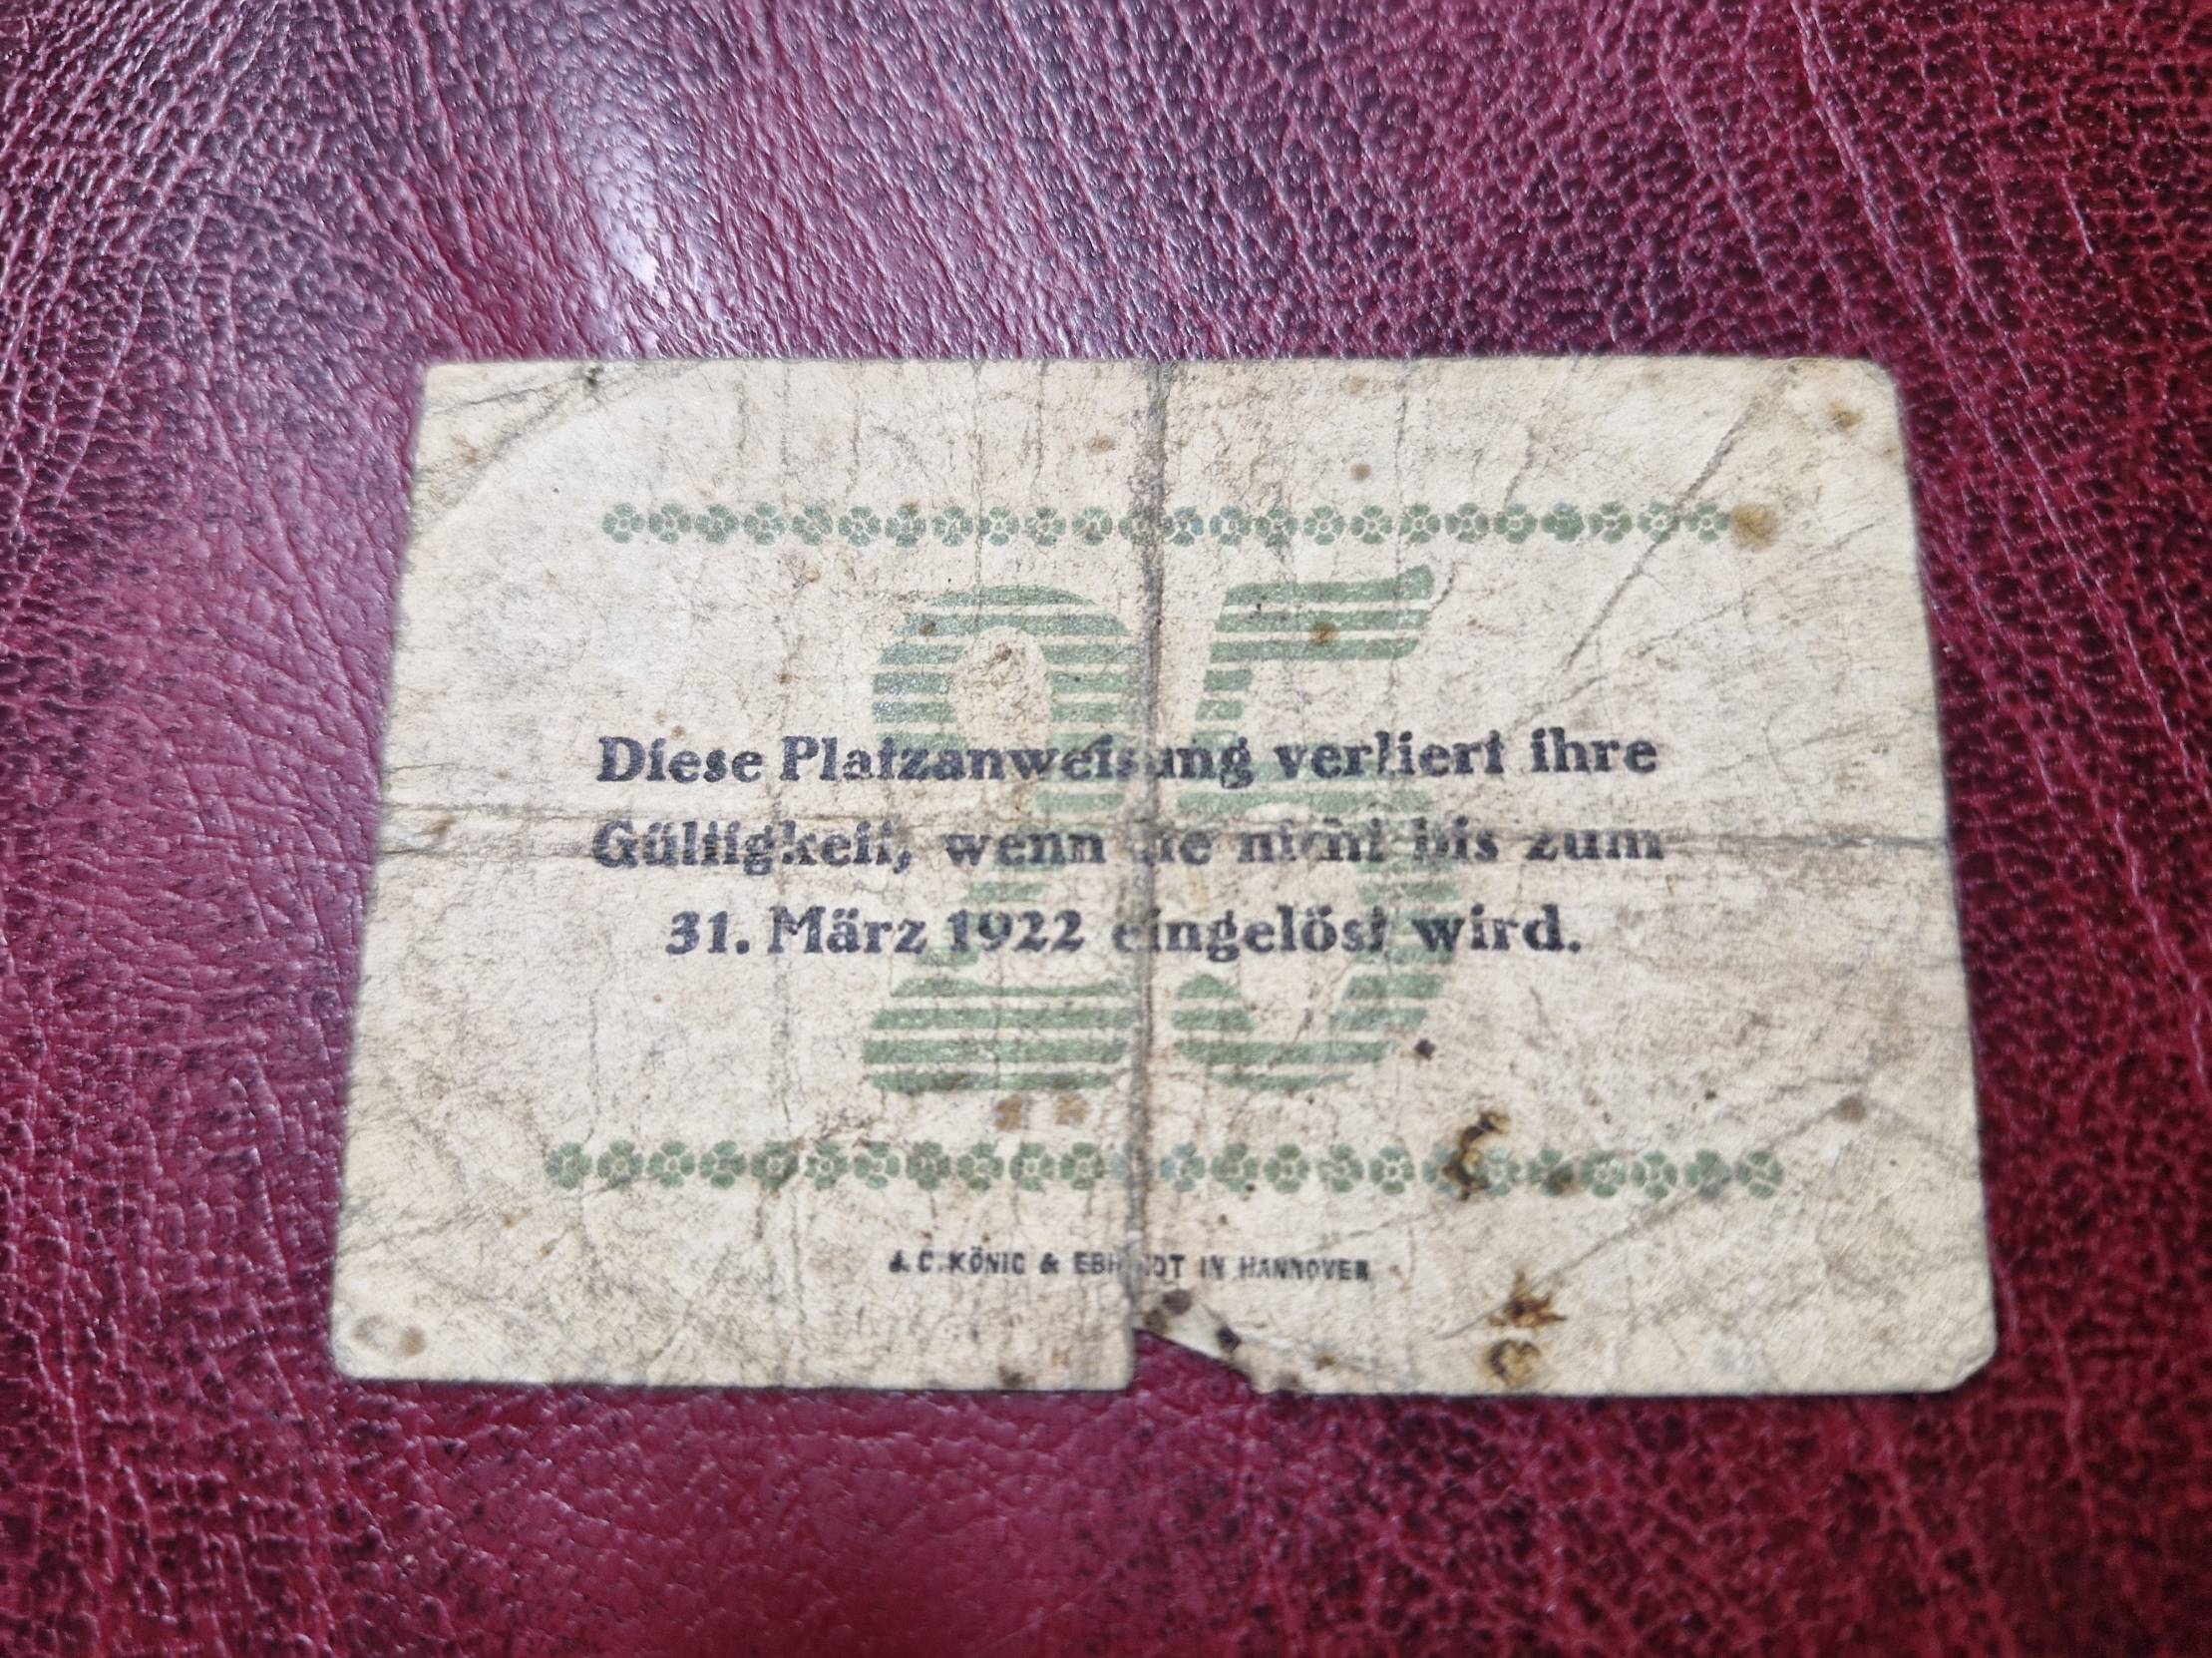 25
Diese Platzanweisung verliert ihre
Gültigkeit, wenn sie nicht bis zum
31. März 1922 eingelöst wird.
J. C. KÖNIG & EBHARDT IN HANNOVER